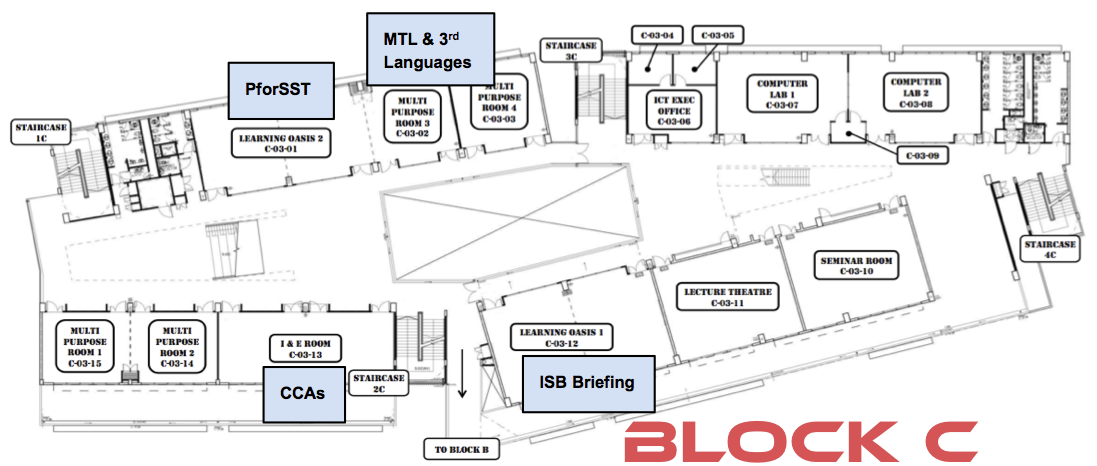 MTL & 3rd
Languages
PforSST
STAIRCASE
1C
LEARNING OASIS 2
C-03-01
MULTI
PURPOSE
ROOM 3
C-03-02
MULTI
PURPOSE
ROOM 4
C-03-03
STAIRCASE
3C
C-03-04
C-03-05
ICT EXEC
OFFICE
C-03-06
COMPUTER
LAB 1
C-03-07
COMPUTER
LAB 2
C-03-08
C-03-09
STAIRCASE
4C
SEMINAR ROOM
C-03-10
LECTURE THEATRE
C-03-11
LEARNING OASIS 1
C-03-12
ISB Briefing
MULTI
PURPOSE
ROOM 1
C-03-15
MULTI
PURPOSE
ROOM 2
C-03-14
I & E ROOM
C-03-13
CCAs
STAIRCASE
2C
TO BLOCK B
BLOCK C